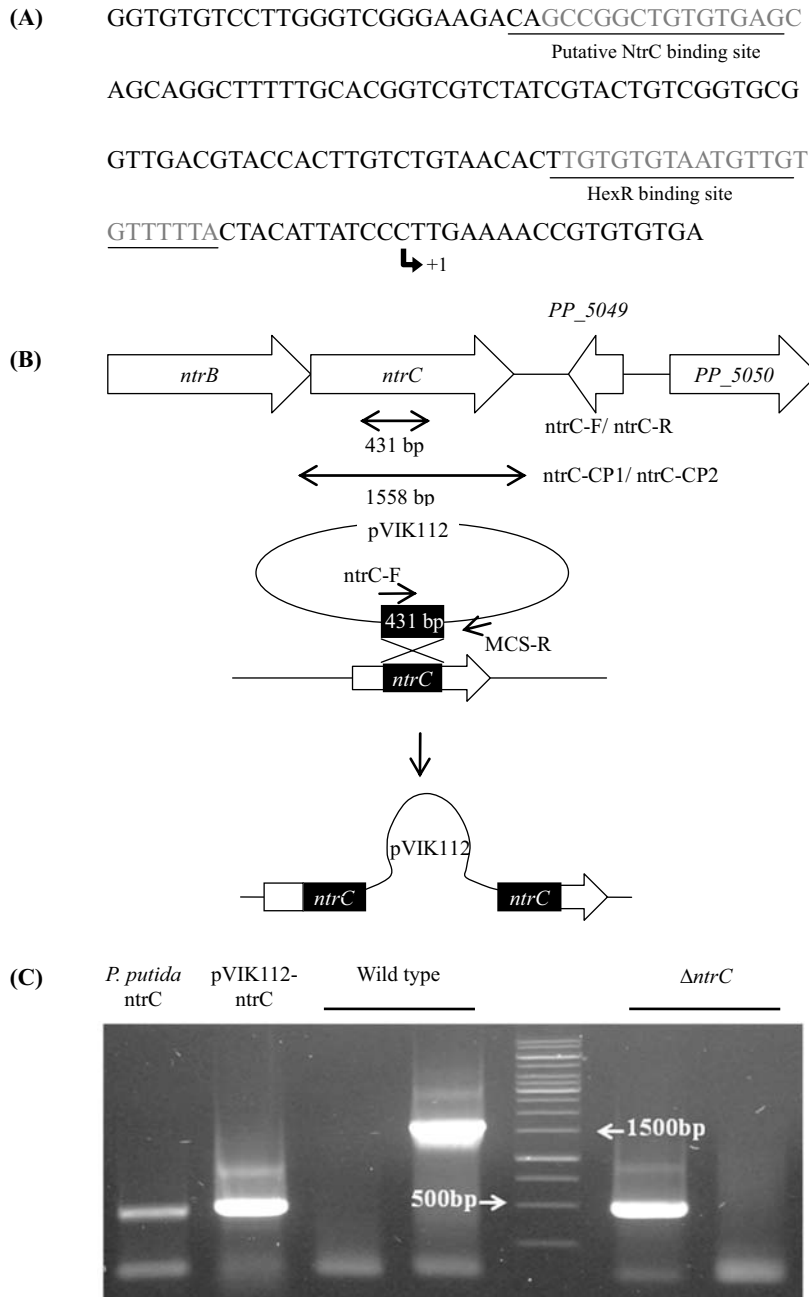 (A)
GGTGTGTCCTTGGGTCGGGAAGACAGCCGGCTGTGTGAGC
Putative NtrC binding site
AGCAGGCTTTTTGCACGGTCGTCTATCGTACTGTCGGTGCG
GTTGACGTACCACTTGTCTGTAACACTTGTGTGTAATGTTGT
HexR binding site
GTTTTTACTACATTATCCCTTGAAAACCGTGTGTGA
+1
(B)
PP_5049
ntrB
ntrC
PP_5050
431 bp
ntrC-F/ ntrC-R
1558 bp
ntrC-CP1/ ntrC-CP2
pVIK112
ntrC-F
431 bp
MCS-R
ntrC
pVIK112
ntrC
ntrC
(C)
P. putida
ntrC
pVIK112-
ntrC
Wild type
ΔntrC
1500bp
500bp